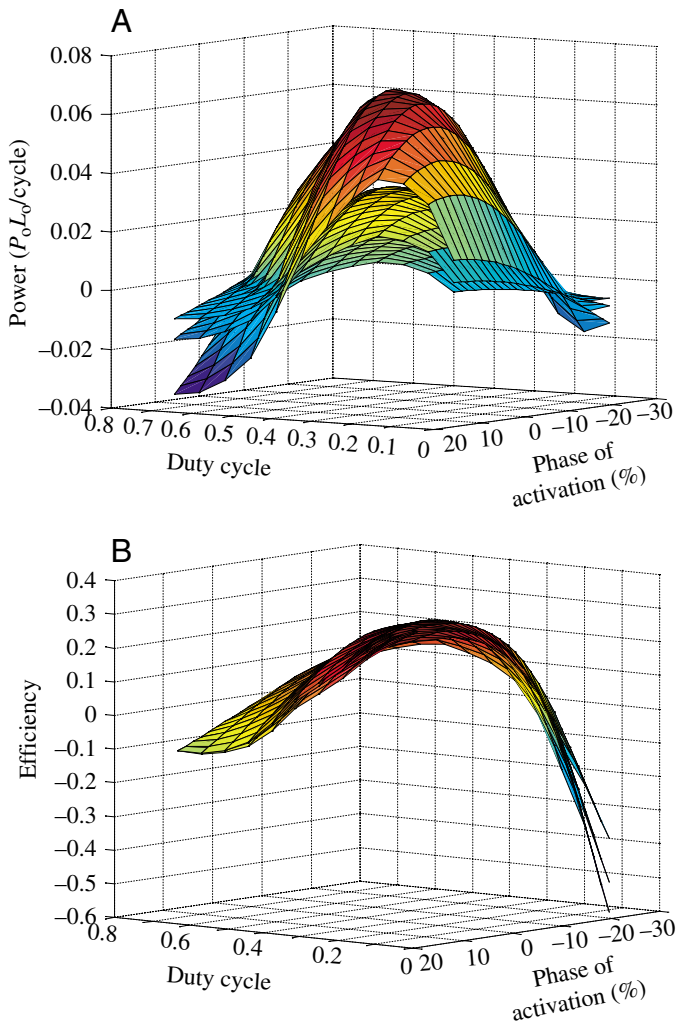 A
0.08
0.06
0.04
0.02
0
–0.02
–0.04
Power (PoLo/cycle)
0.8 0.7 0.6 0.5 0.4 0.3 0.2 0.1 0
Duty cycle
20 10 0 –10 –20 –30
Phase of
activation (%)
B
0.4
0.3
0.2
0.1
0
–0.1
–0.2
–0.3
–0.4
–0.5
–0.6
Efficiency
0.8 0.6 0.4 0.2 0
Duty cycle
20 10 0 –10 –20 –30
Phase of
activation (%)